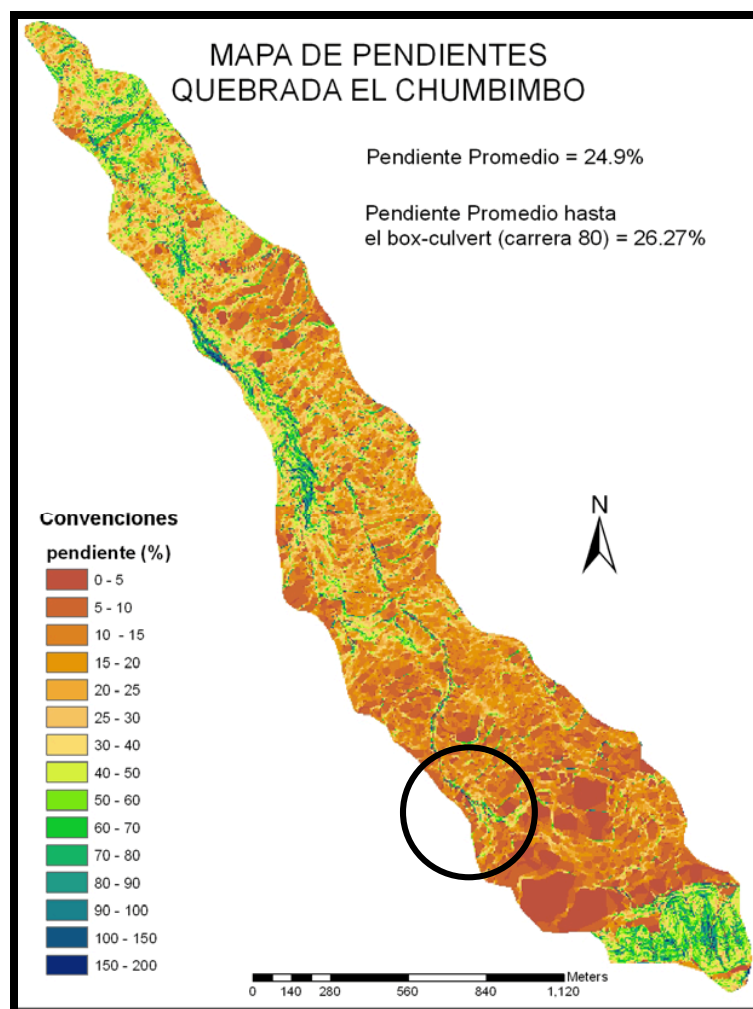 MAPA DE PENDIENTES
QUEBRADA EL CHUMBIMBO
Pendiente Promedio = 24.9%
Pendiente Promedio hasta
el box-culvert (carrera 80) = 26.27%
N
Convenciones
pendiente (%)
0 - 5
5 - 10
10 - 15
15 - 20
20 - 25
25 - 30
30 - 40
40 - 50
50 - 60
60 - 70
70 - 80
80 - 90
90 - 100
100 - 150
150 - 200
Meters
0 140 280 560 840 1,120